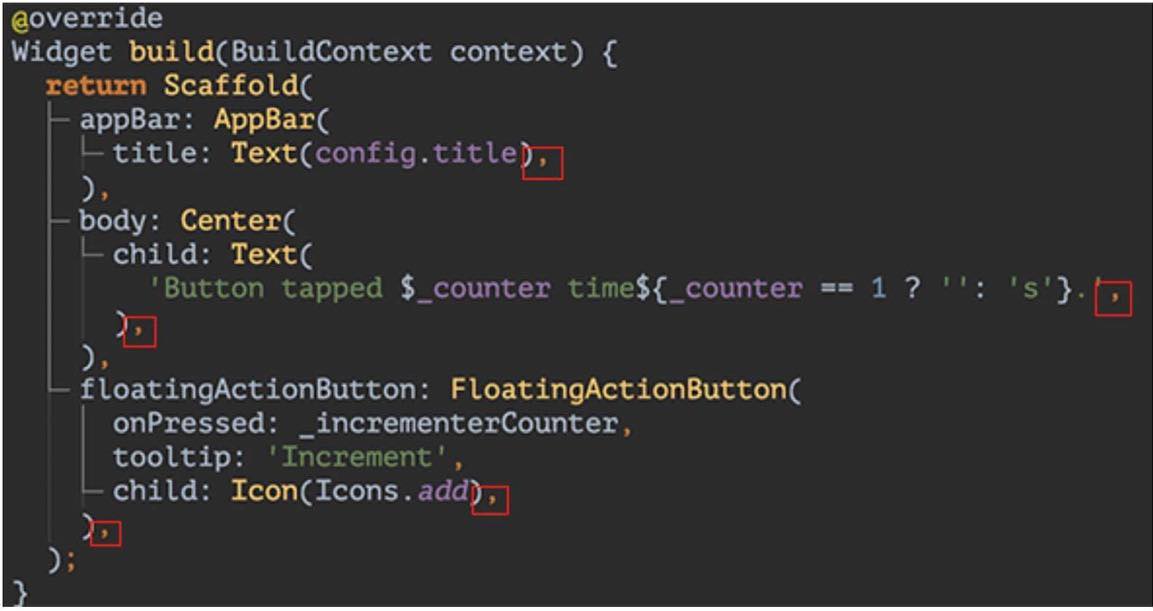 @override
Widget build(BuildContext context) {
  return Scaffold(
    appBar: AppBar(
      title: Text(config.title),
    ),
    body: Center(
      child: Text(
        'Button tapped $_counter time${_counter == 1 ? '': 's'}.',
      ),
    ),
    floatingActionButton: FloatingActionButton(
      onPressed: _incrementerCounter,
      tooltip: 'Increment',
      child: Icon(Icons.add),
    ),
  );
}